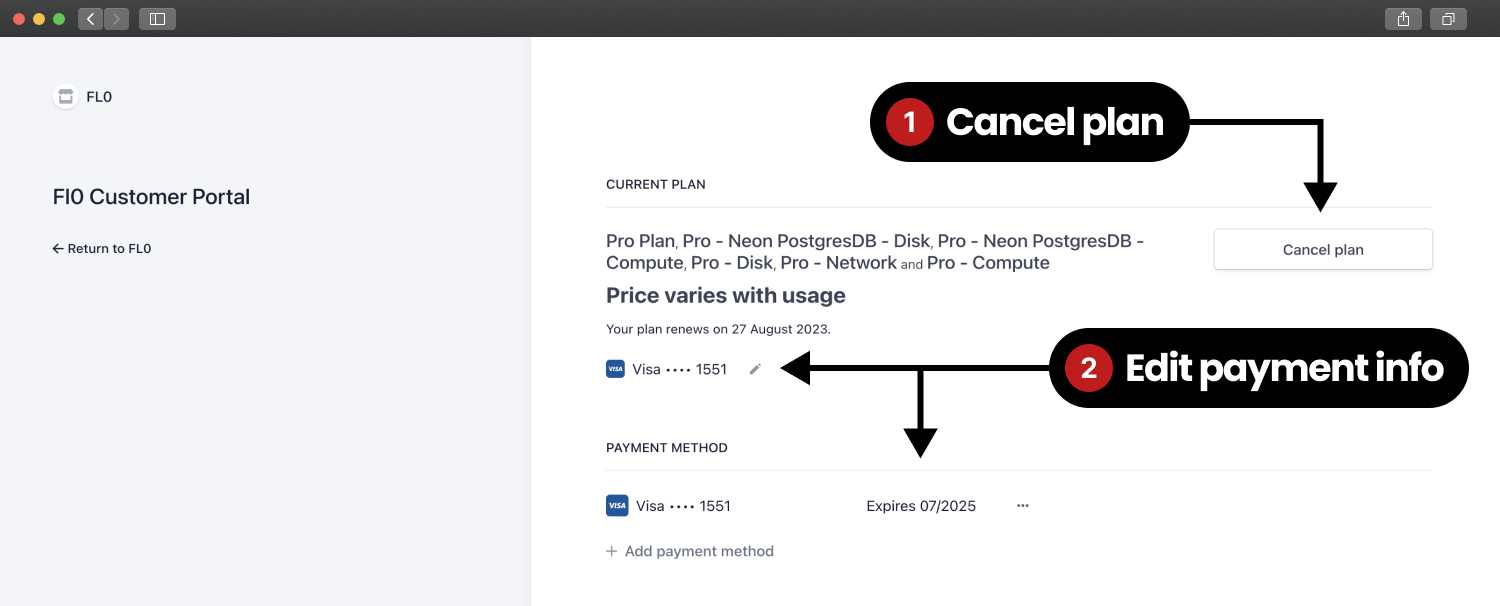 FL0
Fl0 Customer Portal
← Return to FL0
1 Cancel plan
CURRENT PLAN
Pro Plan, Pro - Neon PostgresDB - Disk, Pro - Neon PostgresDB -
Compute, Pro - Disk, Pro - Network and Pro - Compute
Cancel plan
Price varies with usage
Your plan renews on 27 August 2023.
VISA Visa •••• 1551
2 Edit payment info
PAYMENT METHOD
VISA Visa •••• 1551 Expires 07/2025 •••
+ Add payment method